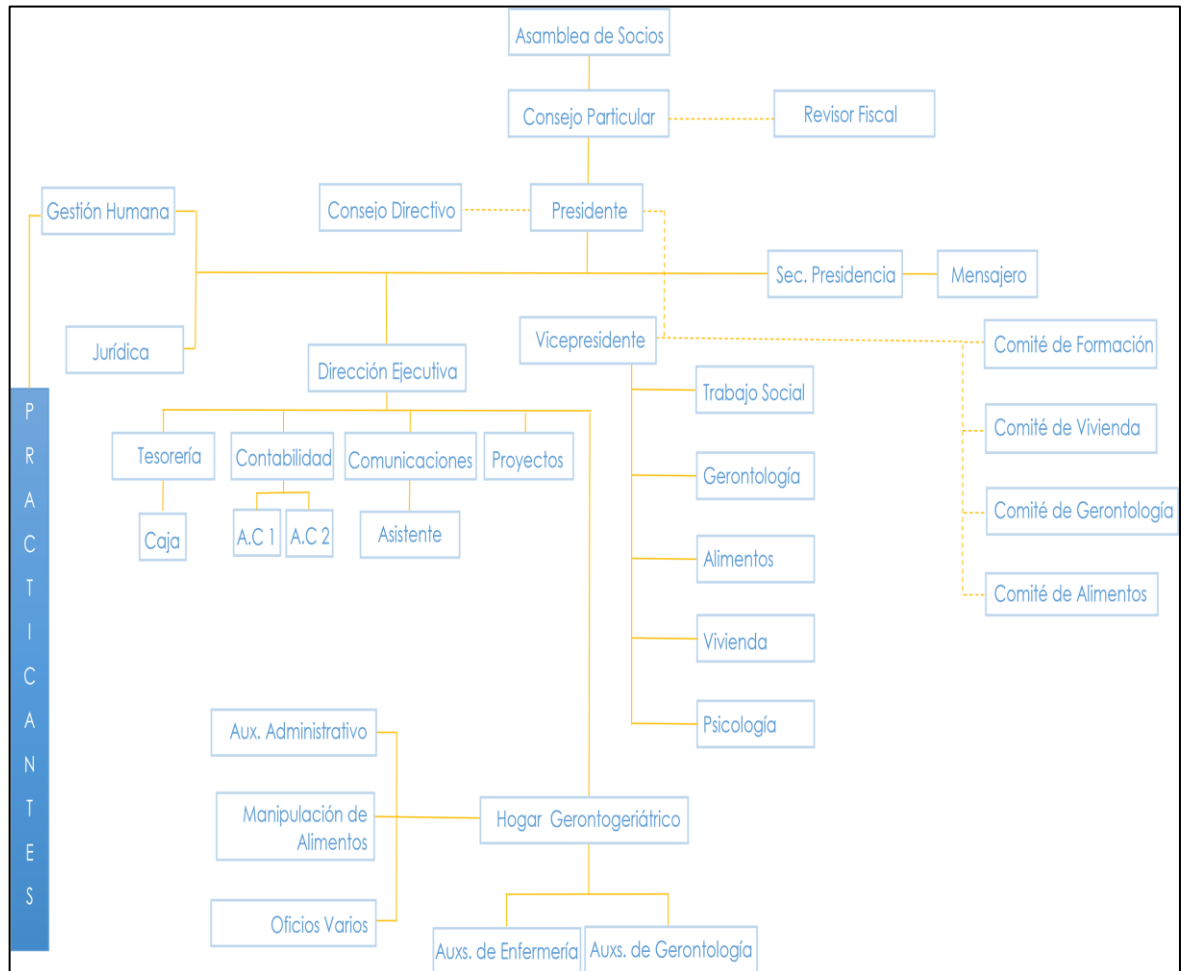 Asamblea de Socios
Consejo Particular
Revisor Fiscal
Gestión Humana
Consejo Directivo
Presidente
Sec. Presidencia
Mensajero
Jurídica
Vicepresidente
Comité de Formación
Dirección Ejecutiva
Trabajo Social
Comité de Vivienda
Tesorería
Contabilidad
Comunicaciones
Proyectos
Gerontología
Comité de Gerontología
Caja
A.C 1
A.C 2
Asistente
Alimentos
Comité de Alimentos
Vivienda
Psicología
Aux. Administrativo
Manipulación de
Alimentos
Hogar Gerontogeriátrico
Oficios Varios
Auxs. de Enfermería
Auxs. de Gerontología
PRACTICANTES